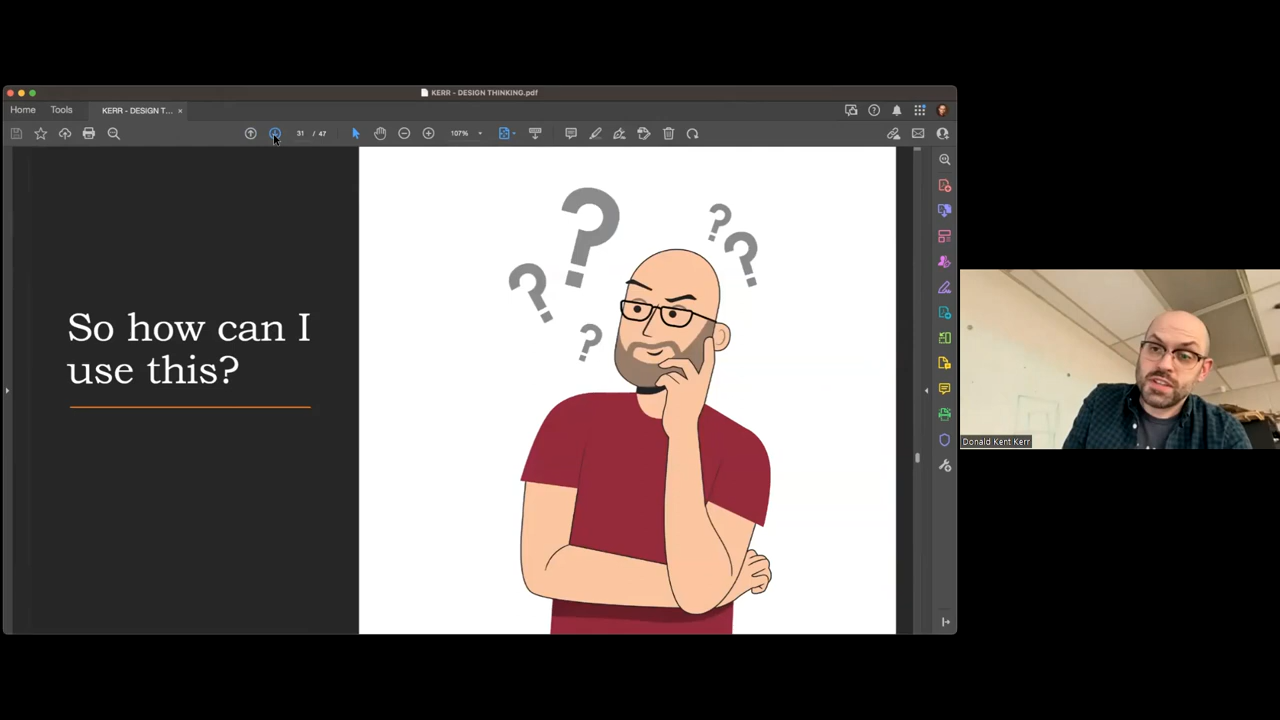 KERR - DESIGN THINKING.pdf
Home
Tools
KERR - DESIGN T... ×
31 / 47
107%
?
?
?
?
?
So how can I
use this?
Donald Kent Kerr